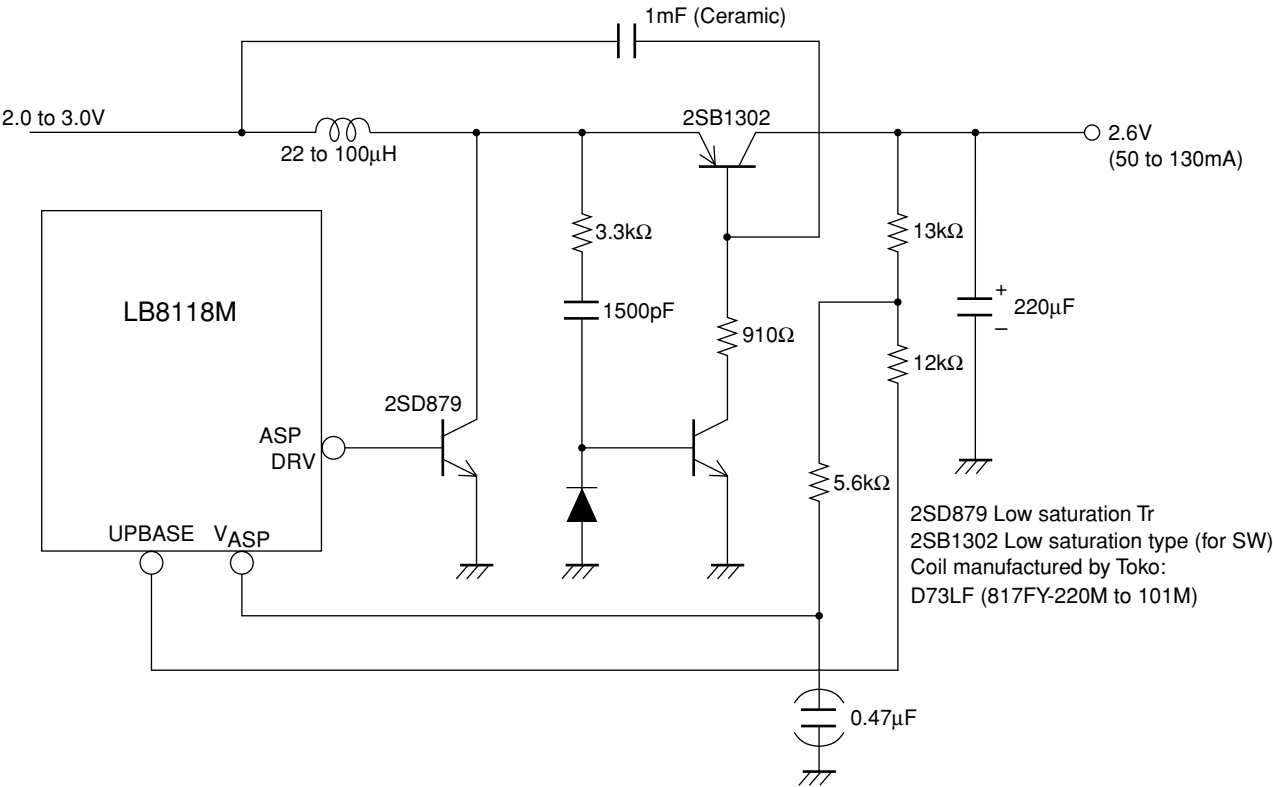 1mF (Ceramic)
2.0 to 3.0V
2SB1302
2.6V
22 to 100μH
(50 to 130mA)
3.3kΩ
13kΩ
LB8118M
1500pF
+
220μF
–
910Ω
12kΩ
2SD879
ASP
DRV
5.6kΩ
UPBASE
VASP
2SD879 Low saturation Tr
2SB1302 Low saturation type (for SW)
Coil manufactured by Toko:
D73LF (817FY-220M to 101M)
0.47μF